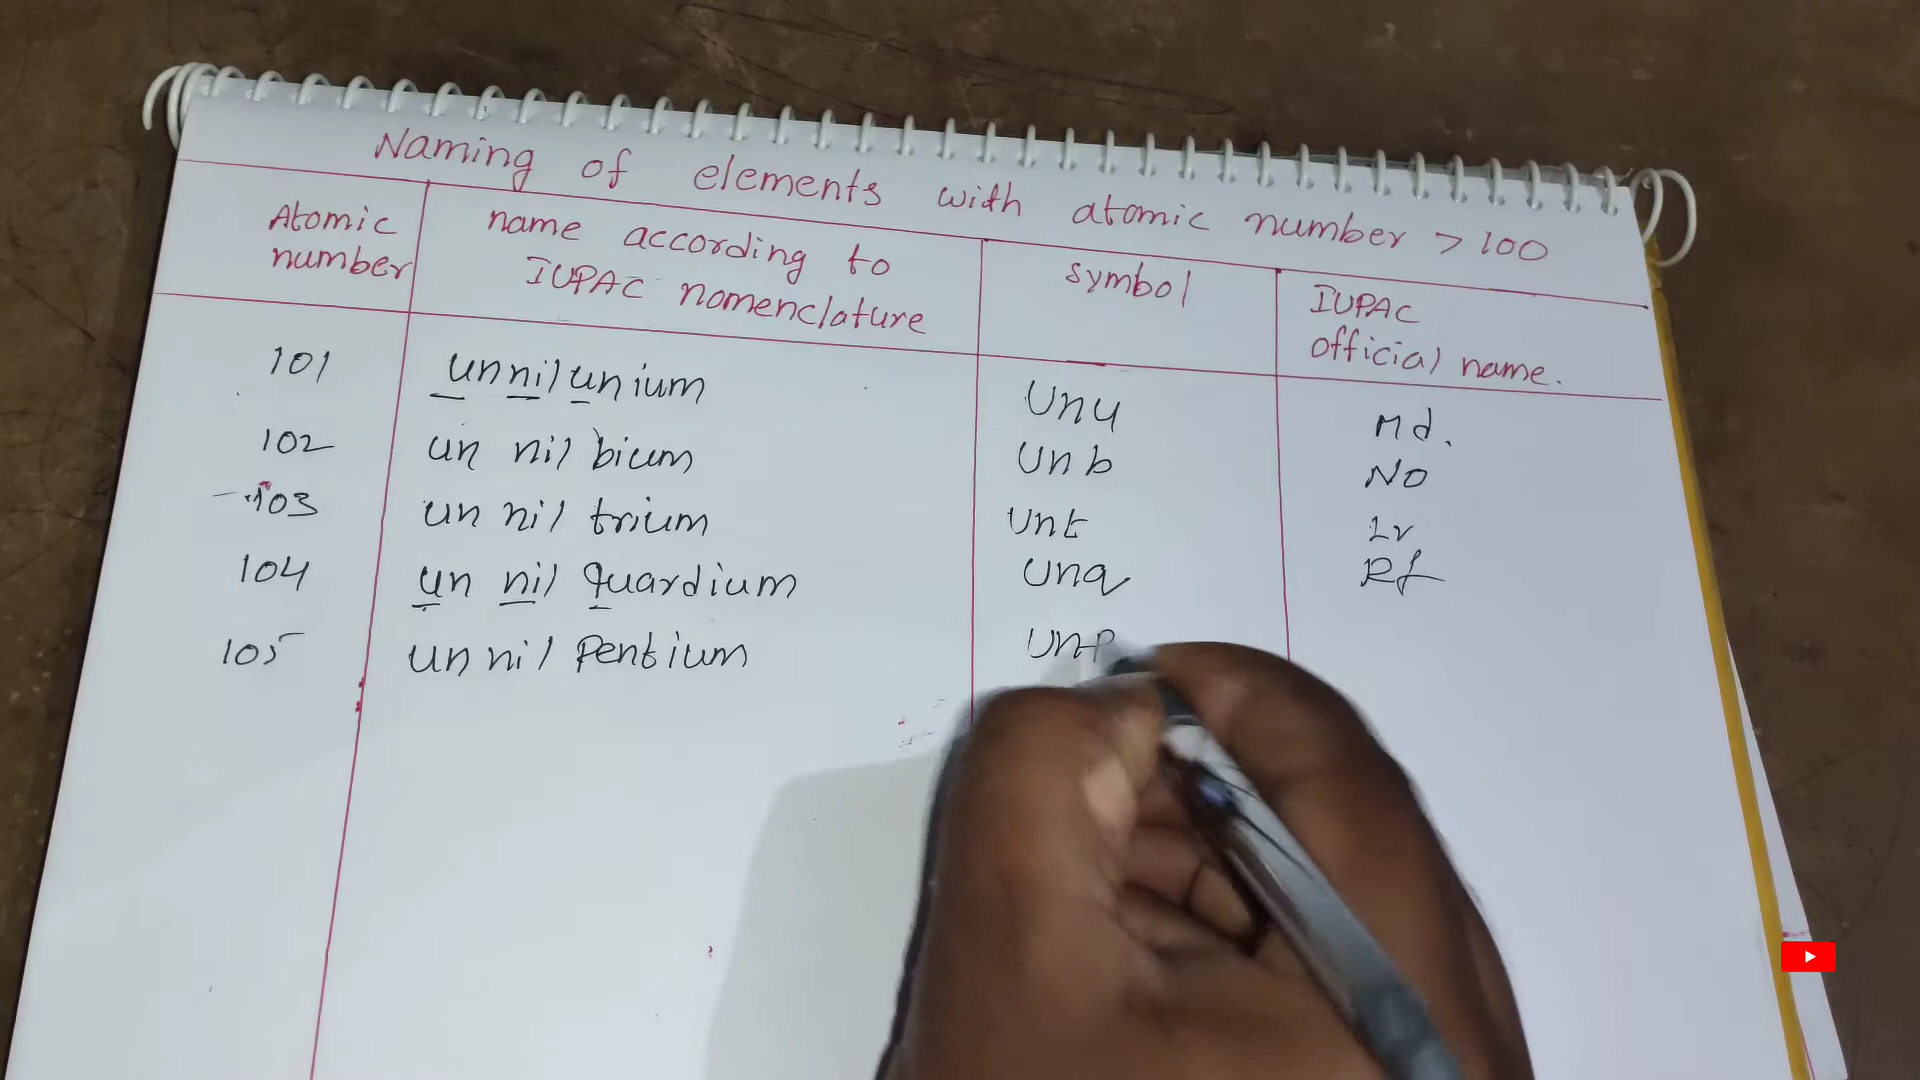 Naming of elements with atomic number > 100
Atomic number
name according to IUPAC nomenclature
symbol
IUPAC official name.
101 unnilunium Unu Md.
102 un nil bium Unb No
103 un nil trium Unt Lr
104 un nil quardium Unq Rf
105 un nil Pentium Unp